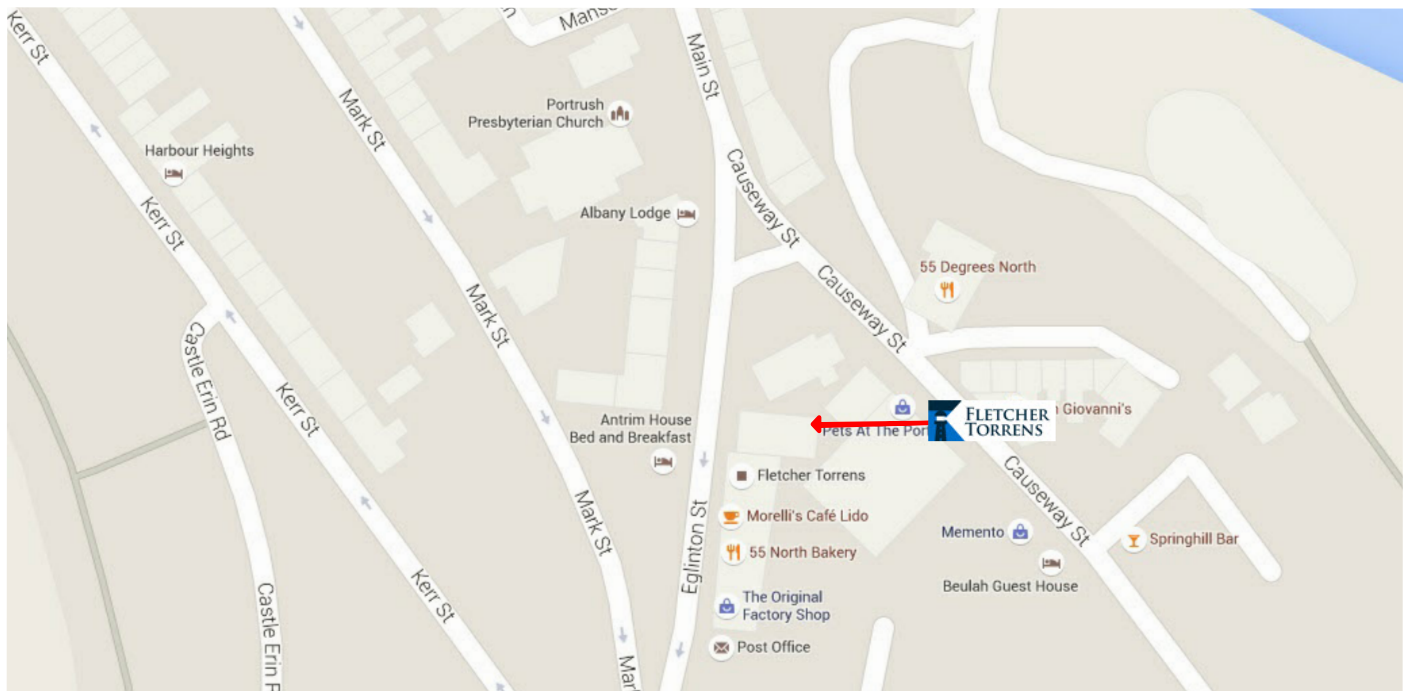 Kerr St
Mark St
Main St
Portrush
Presbyterian Church
Harbour Heights
Causeway St
Kerr St
Albany Lodge
55 Degrees North
Causeway St
Mark St
Castle Erin Rd
Kerr St
Causeway St
FLETCHER
TORRENS
Giovanni's
Pets At The Port
Antrim House
Bed and Breakfast
Fletcher Torrens
Causeway St
Morelli's Café Lido
Mark St
Memento
Springhill Bar
55 North Bakery
Eglinton St
Beulah Guest House
The Original
Factory Shop
Kerr St
Castle Erin
Post Office